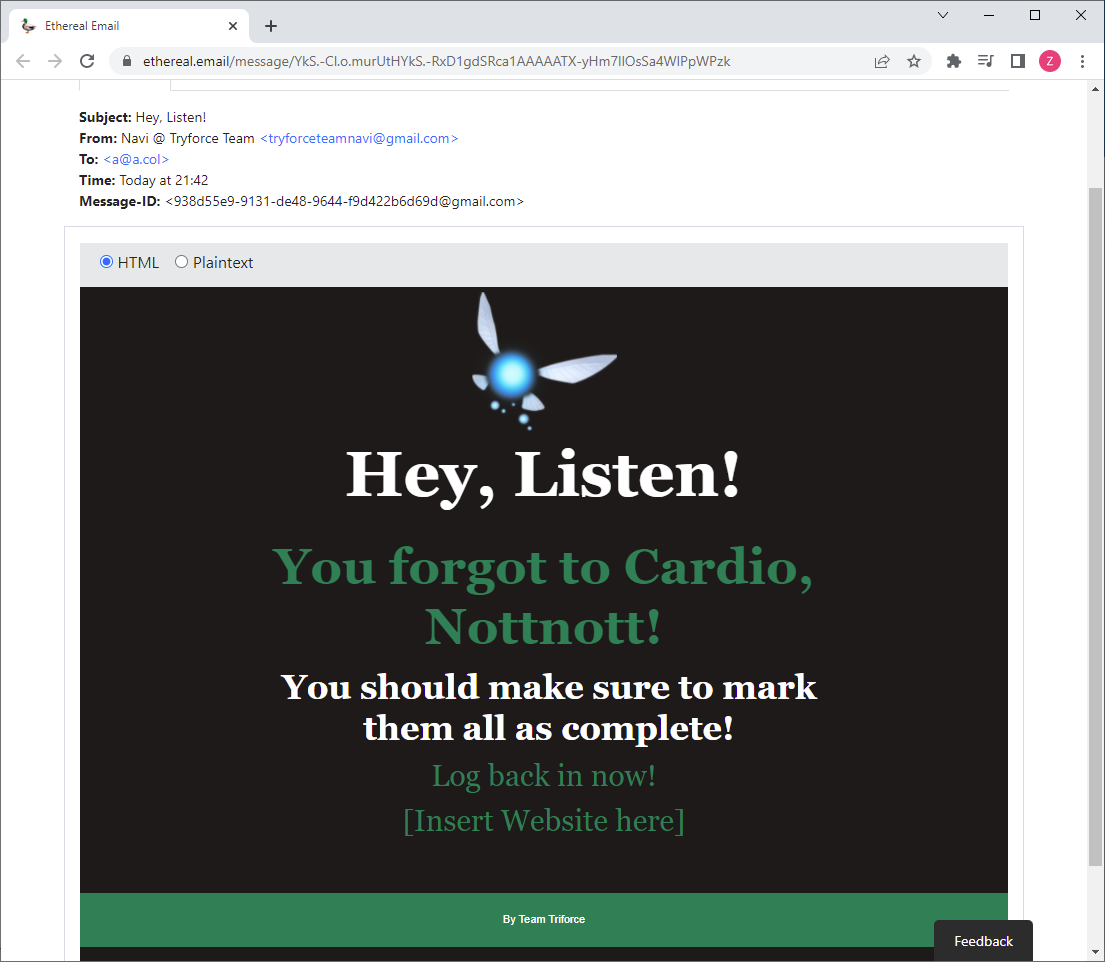 Ethereal Email
ethereal.email/message/YkS.-CI.o.murUtHYkS.-RxD1gdSRca1AAAAATX-yHm7lIOsSa4WIPpWPzk
Z
Subject: Hey, Listen!
From: Navi @ Tryforce Team <tryforceteamnavi@gmail.com>
To: <a@a.col>
Time: Today at 21:42
Message-ID: <938d55e9-9131-de48-9644-f9d422b6d69d@gmail.com>
HTML Plaintext
Hey, Listen!
You forgot to Cardio,
Nottnott!
You should make sure to mark
them all as complete!
Log back in now!
[Insert Website here]
By Team Triforce
Feedback